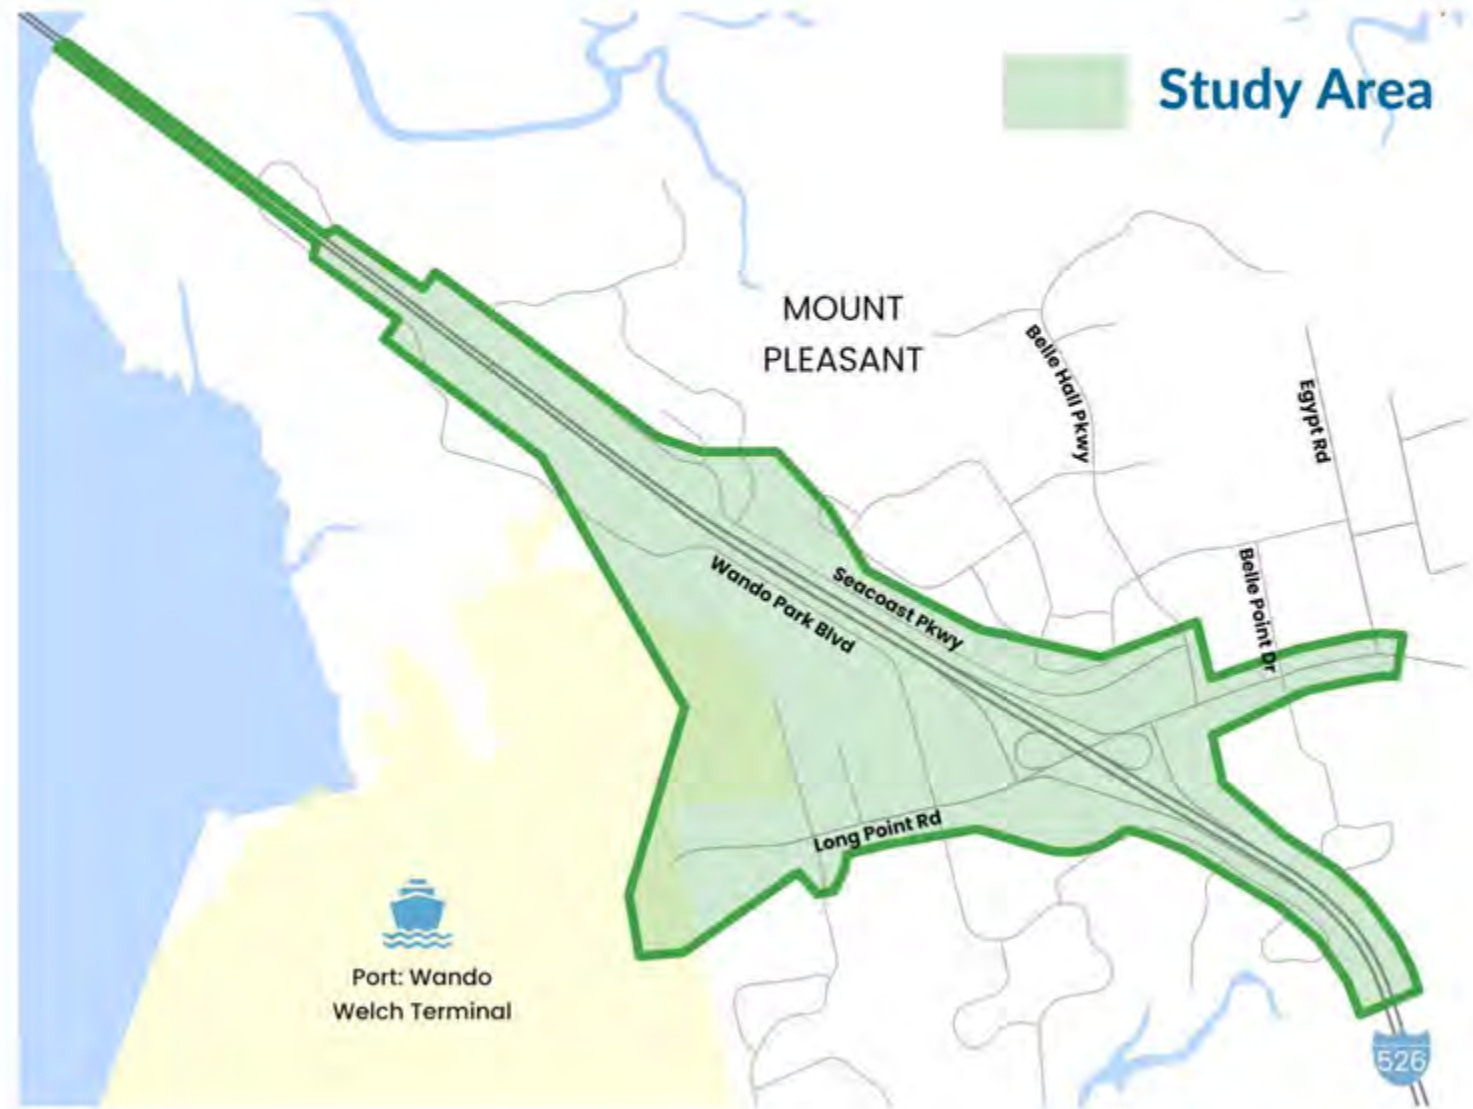 Study Area
MOUNT
PLEASANT
Belle Hall Pkwy
Egypt Rd
Belle Point Dr
Seacoast Pkwy
Wando Park Blvd
Long Point Rd
Port: Wando
Welch Terminal
526